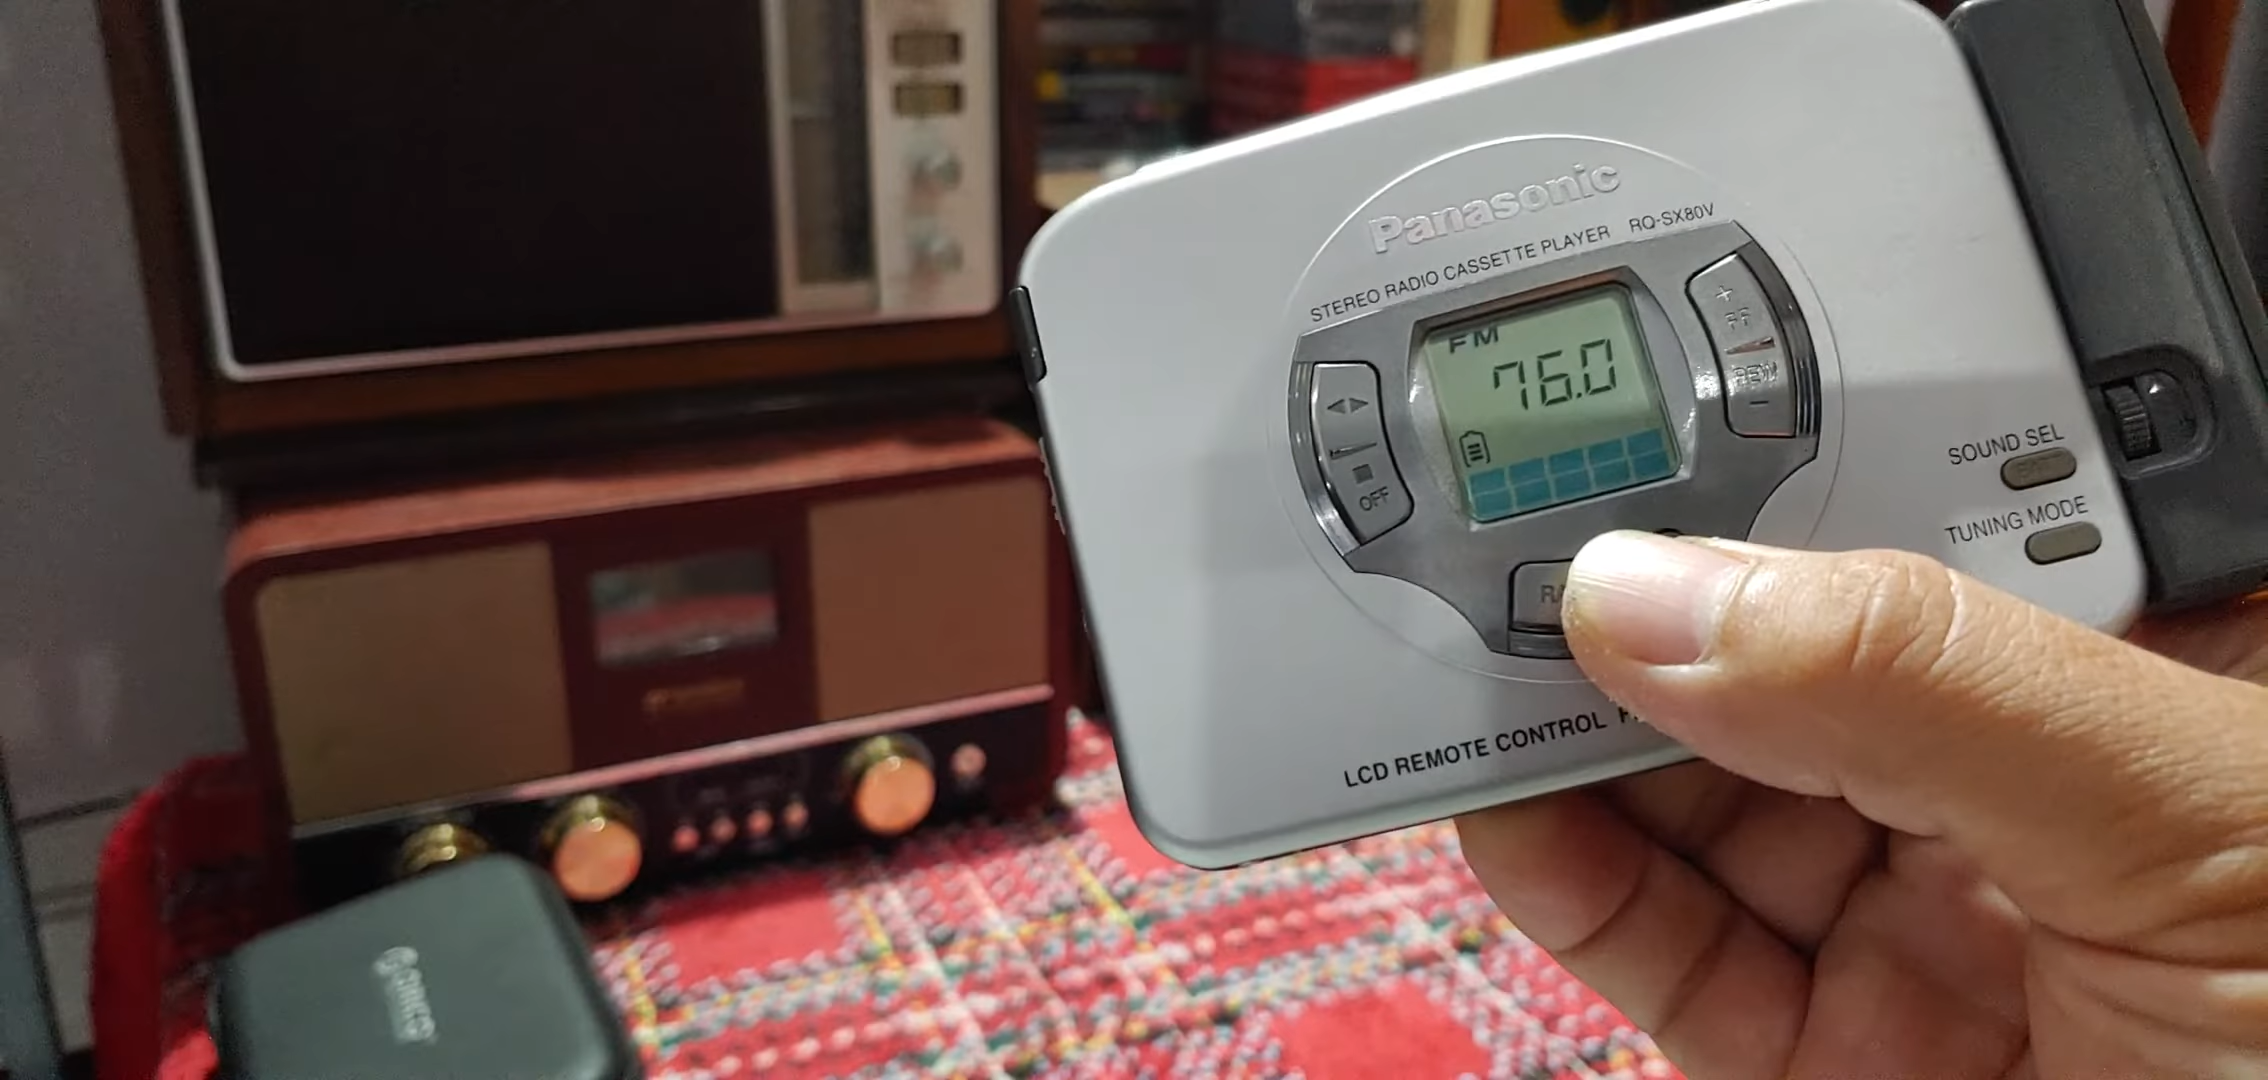 Panasonic
STEREO RADIO CASSETTE PLAYER RQ-SX80V
FM
76.0
+
FF
REW
−
OFF
SOUND SEL
TUNING MODE
LCD REMOTE CONTROL
ORICO